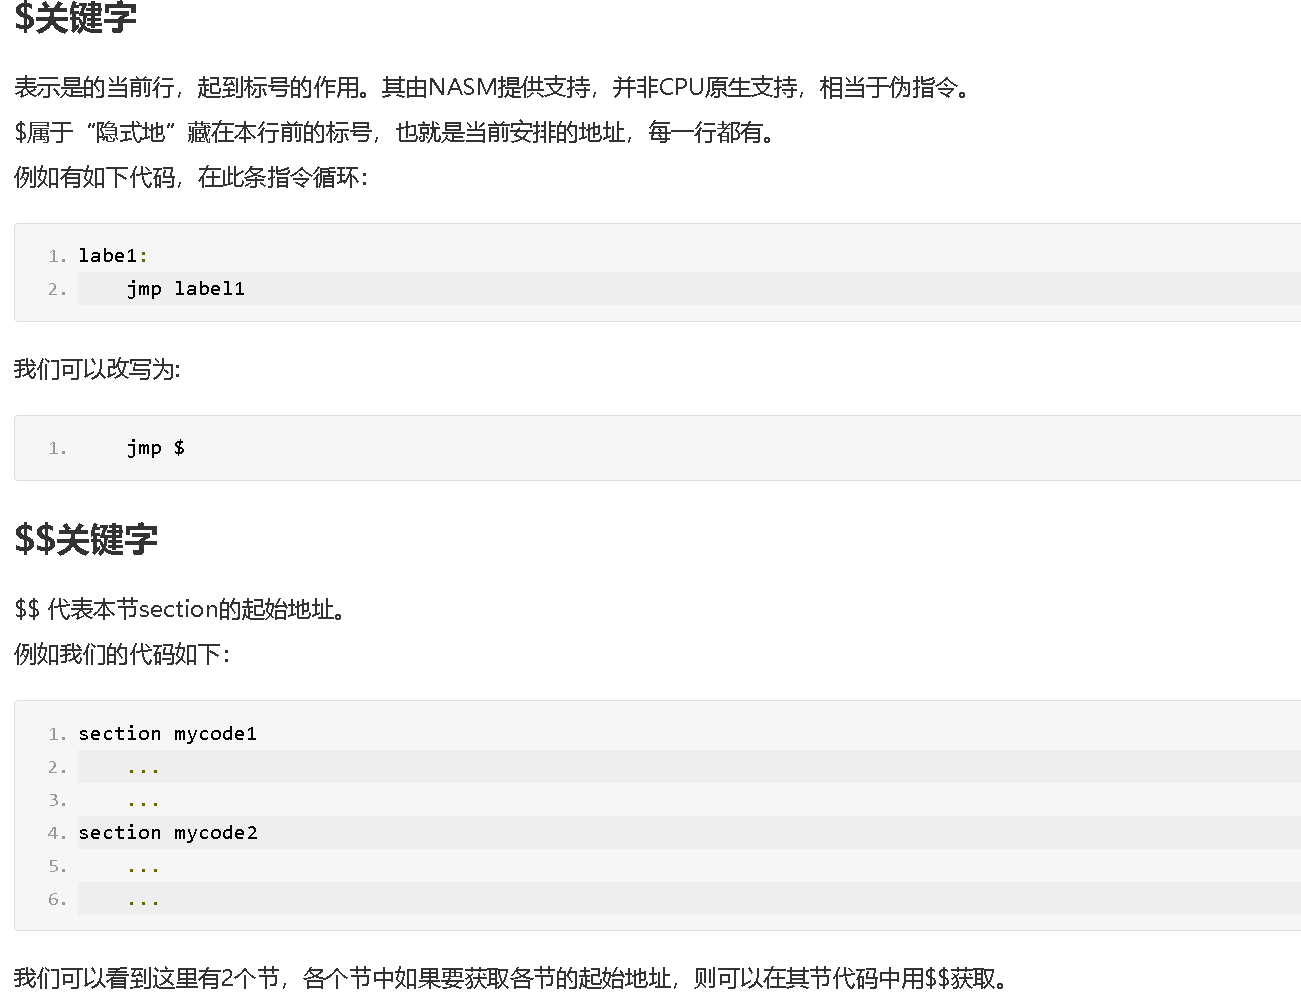 $关键字
表示是的当前行，起到标号的作用。其由NASM提供支持，并非CPU原生支持，相当于伪指令。
$属于“隐式地”藏在本行前的标号，也就是当前安排的地址，每一行都有。
例如有如下代码，在此条指令循环：
1. labe1:
2. jmp label1
我们可以改写为:
1. jmp $
$$关键字
$$ 代表本节section的起始地址。
例如我们的代码如下：
1. section mycode1
2. ...
3. ...
4. section mycode2
5. ...
6. ...
我们可以看到这里有2个节，各个节中如果要获取各节的起始地址，则可以在其节代码中用$$获取。